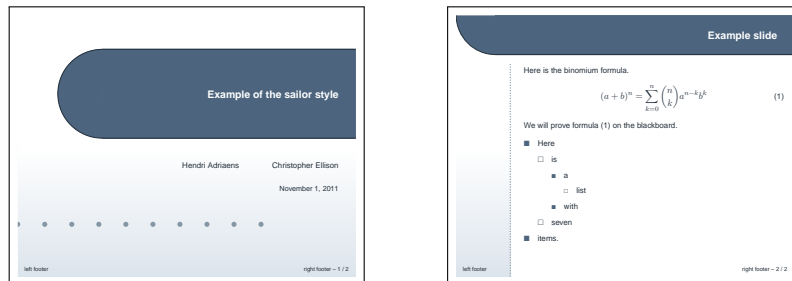 Example of the sailor style
Hendri Adriaens Christopher Ellison
November 1, 2011
left footer right footer – 1 / 2
Example slide
Here is the binomium formula.
(a + b)^n = \sum_{k=0}^{n} \binom{n}{k} a^{n-k} b^k (1)
We will prove formula (1) on the blackboard.
■ Here
□ is
■ a
□ list
■ with
□ seven
■ items.
left footer right footer – 2 / 2